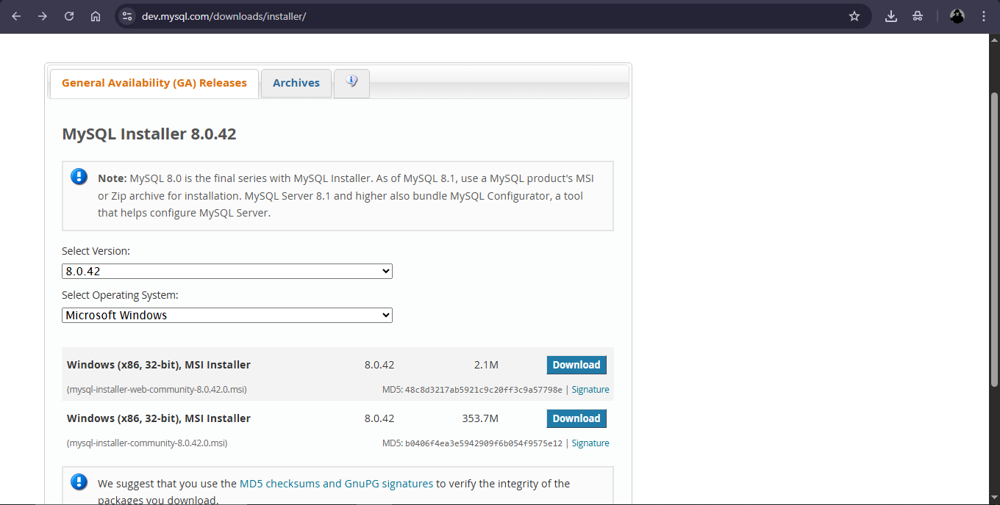 dev.mysql.com/downloads/installer/
General Availability (GA) Releases
Archives
MySQL Installer 8.0.42
Note: MySQL 8.0 is the final series with MySQL Installer. As of MySQL 8.1, use a MySQL product's MSI
or Zip archive for installation. MySQL Server 8.1 and higher also bundle MySQL Configurator, a tool
that helps configure MySQL Server.
Select Version:
8.0.42
Select Operating System:
Microsoft Windows
Windows (x86, 32-bit), MSI Installer 8.0.42 2.1M Download
(mysql-installer-web-community-8.0.42.0.msi) MD5: 48c8d3217ab5921c9c20ff3c9a57798e | Signature
Windows (x86, 32-bit), MSI Installer 8.0.42 353.7M Download
(mysql-installer-community-8.0.42.0.msi) MD5: b0406f4ea3e5942909f6b054f9575e12 | Signature
We suggest that you use the MD5 checksums and GnuPG signatures to verify the integrity of the
packages you download.